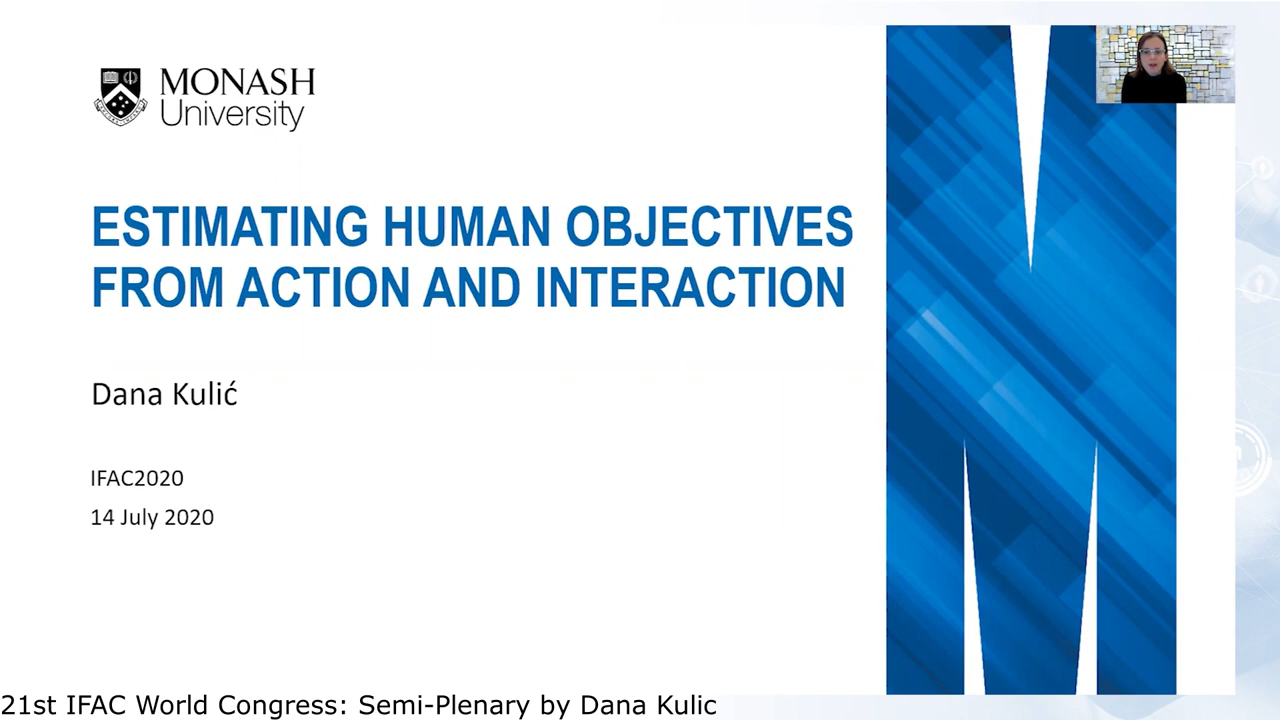 MONASH
University
ESTIMATING HUMAN OBJECTIVES
FROM ACTION AND INTERACTION
Dana Kulić
IFAC2020
14 July 2020
21st IFAC World Congress: Semi-Plenary by Dana Kulic